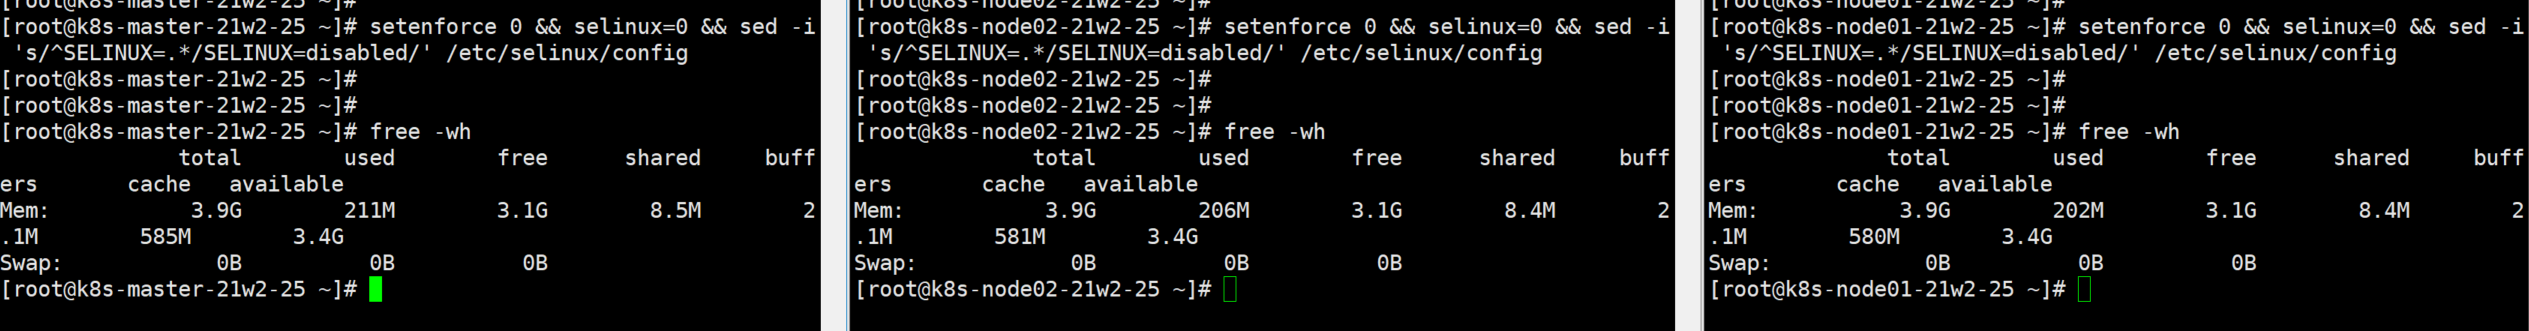 [root@k8s-master-21w2-25 ~]#
[root@k8s-master-21w2-25 ~]# setenforce 0 && selinux=0 && sed -i
 's/^SELINUX=.*/SELINUX=disabled/' /etc/selinux/config
[root@k8s-master-21w2-25 ~]#
[root@k8s-master-21w2-25 ~]#
[root@k8s-master-21w2-25 ~]# free -wh
              total        used        free      shared     buff
ers       cache   available
Mem:           3.9G        211M        3.1G        8.5M        2
.1M        585M        3.4G
Swap:            0B          0B          0B
[root@k8s-master-21w2-25 ~]#
[root@k8s-node02-21w2-25 ~]#
[root@k8s-node02-21w2-25 ~]# setenforce 0 && selinux=0 && sed -i
 's/^SELINUX=.*/SELINUX=disabled/' /etc/selinux/config
[root@k8s-node02-21w2-25 ~]#
[root@k8s-node02-21w2-25 ~]#
[root@k8s-node02-21w2-25 ~]# free -wh
              total        used        free      shared     buff
ers       cache   available
Mem:           3.9G        206M        3.1G        8.4M        2
.1M        581M        3.4G
Swap:            0B          0B          0B
[root@k8s-node02-21w2-25 ~]#
[root@k8s-node01-21w2-25 ~]#
[root@k8s-node01-21w2-25 ~]# setenforce 0 && selinux=0 && sed -i
 's/^SELINUX=.*/SELINUX=disabled/' /etc/selinux/config
[root@k8s-node01-21w2-25 ~]#
[root@k8s-node01-21w2-25 ~]#
[root@k8s-node01-21w2-25 ~]# free -wh
              total        used        free      shared     buff
ers       cache   available
Mem:           3.9G        202M        3.1G        8.4M        2
.1M        580M        3.4G
Swap:            0B          0B          0B
[root@k8s-node01-21w2-25 ~]#